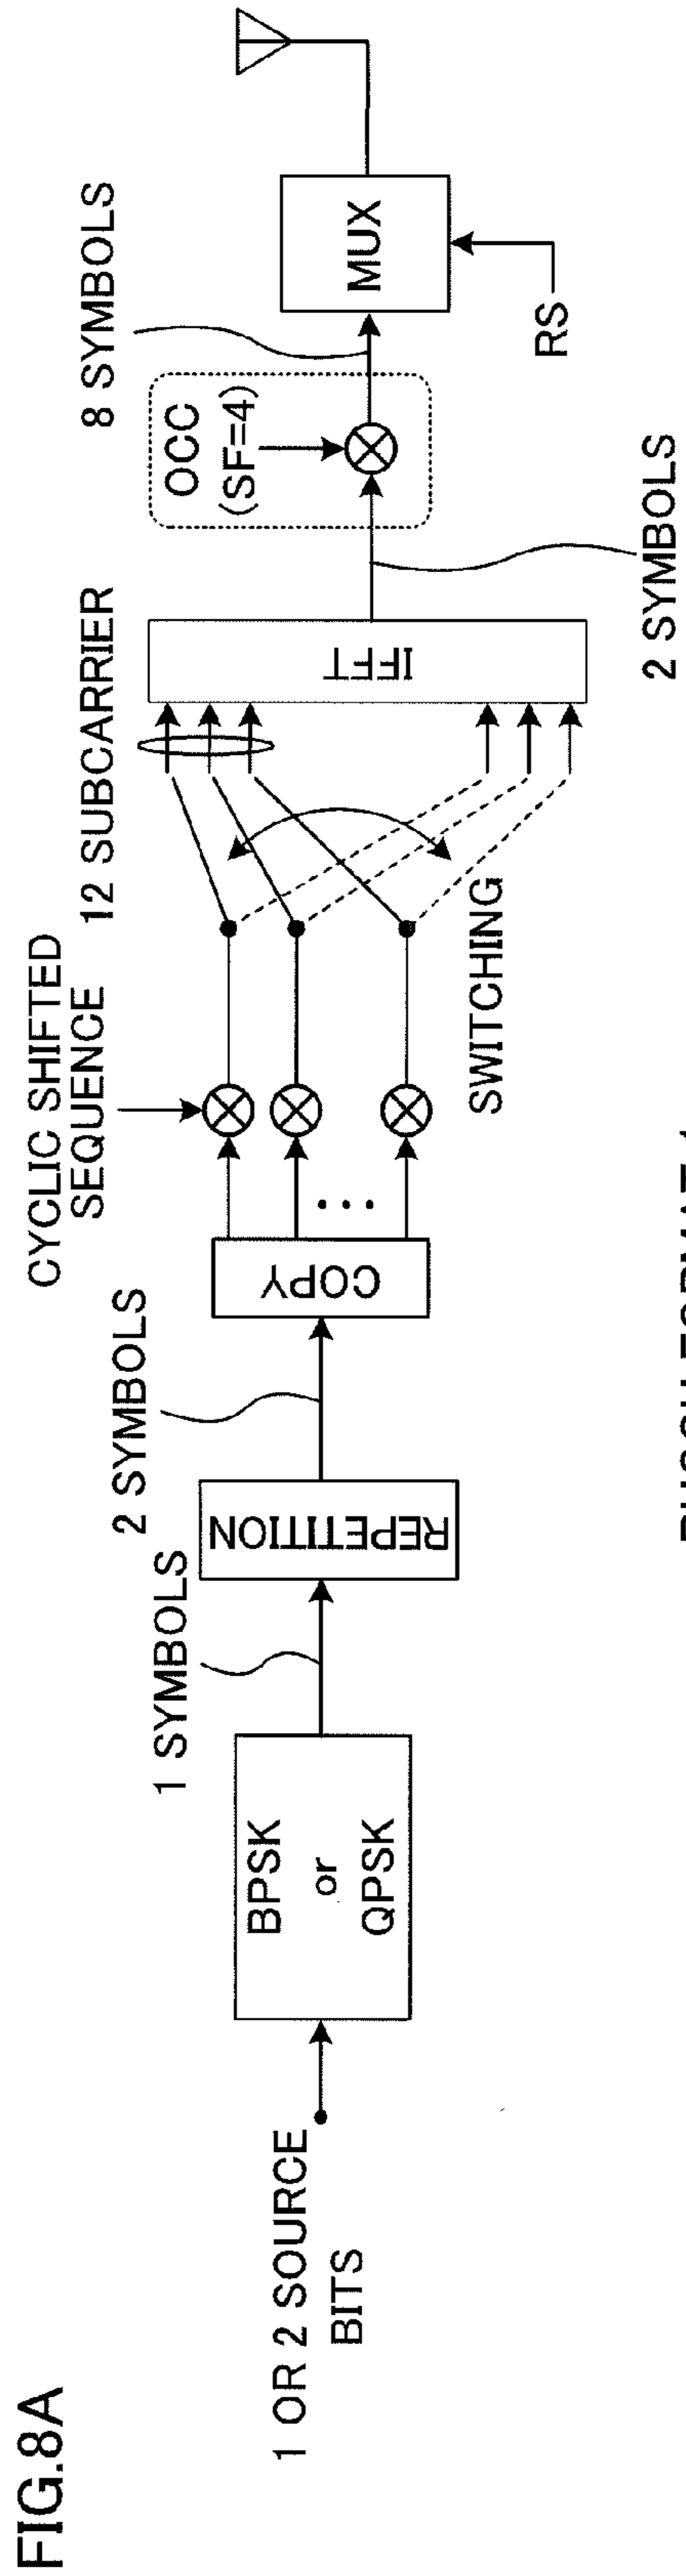 FIG.8A
1 OR 2 SOURCE
BITS
BPSK
or
QPSK
1 SYMBOLS
REPETITION
2 SYMBOLS
COPY
CYCLIC SHIFTED
SEQUENCE
...
SWITCHING
12 SUBCARRIER
IFFT
2 SYMBOLS
OCC
(SF=4)
8 SYMBOLS
MUX
RS